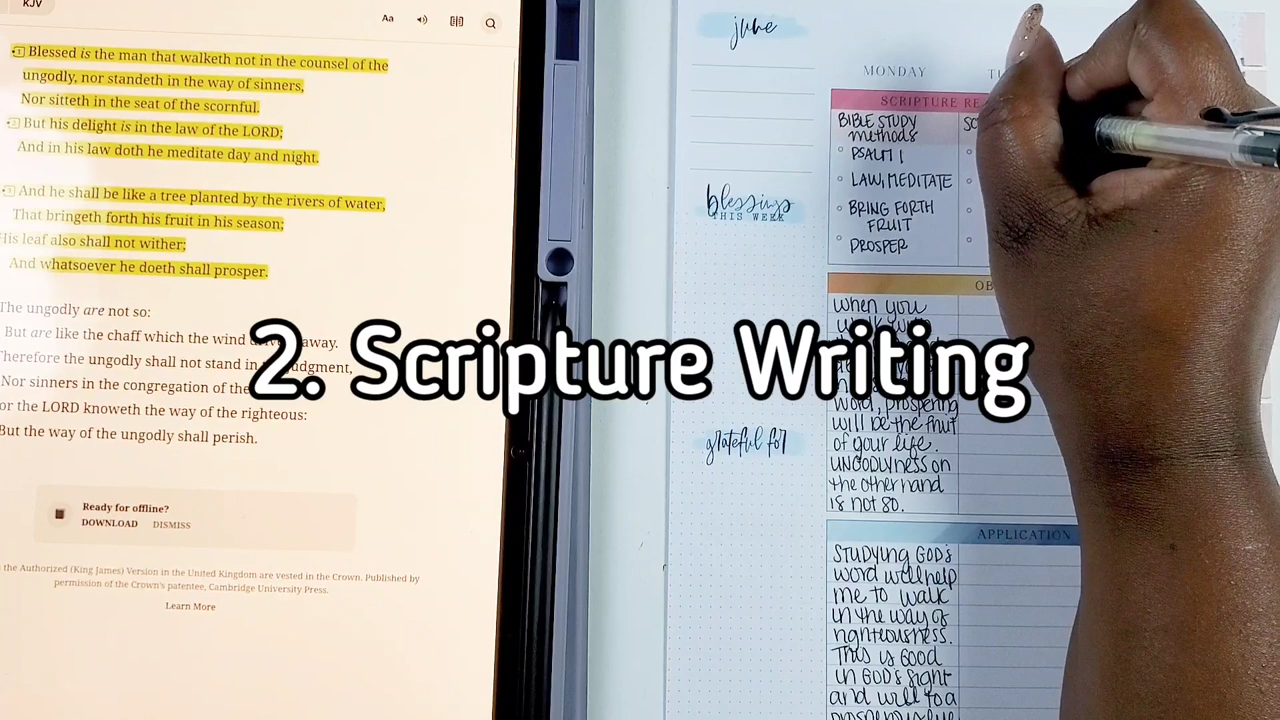 KJV
Aa
1 Blessed is the man that walketh not in the counsel of the
ungodly, nor standeth in the way of sinners,
Nor sitteth in the seat of the scornful.
2 But his delight is in the law of the LORD;
And in his law doth he meditate day and night.
3 And he shall be like a tree planted by the rivers of water,
That bringeth forth his fruit in his season;
His leaf also shall not wither;
And whatsoever he doeth shall prosper.
The ungodly are not so:
But are like the chaff which the wind away.
Therefore the ungodly shall not stand in judgment,
Nor sinners in the congregation of the
or the LORD knoweth the way of the righteous:
But the way of the ungodly shall perish.
Ready for offline?
DOWNLOAD DISMISS
the Authorized (King James) Version in the United Kingdom are vested in the Crown. Published by
permission of the Crown's patentee, Cambridge University Press.
Learn More
2. Scripture Writing
june
blessings
THIS WEEK
grateful for
MONDAY
SCRIPTURE RE
BIBLE STUDY
methods
PSALM 1
LAW, MEDITATE
BRING FORTH
FRUIT
PROSPER
OB
when you
word, prospering
will be the fruit
of your life.
UNGODLYNESS on
the other hand
is not so.
APPLICATION
STUDYING GOD's
word will help
me to walk
in the way of
righteousness.
This is GOOD
in GOD's sight
and will to a